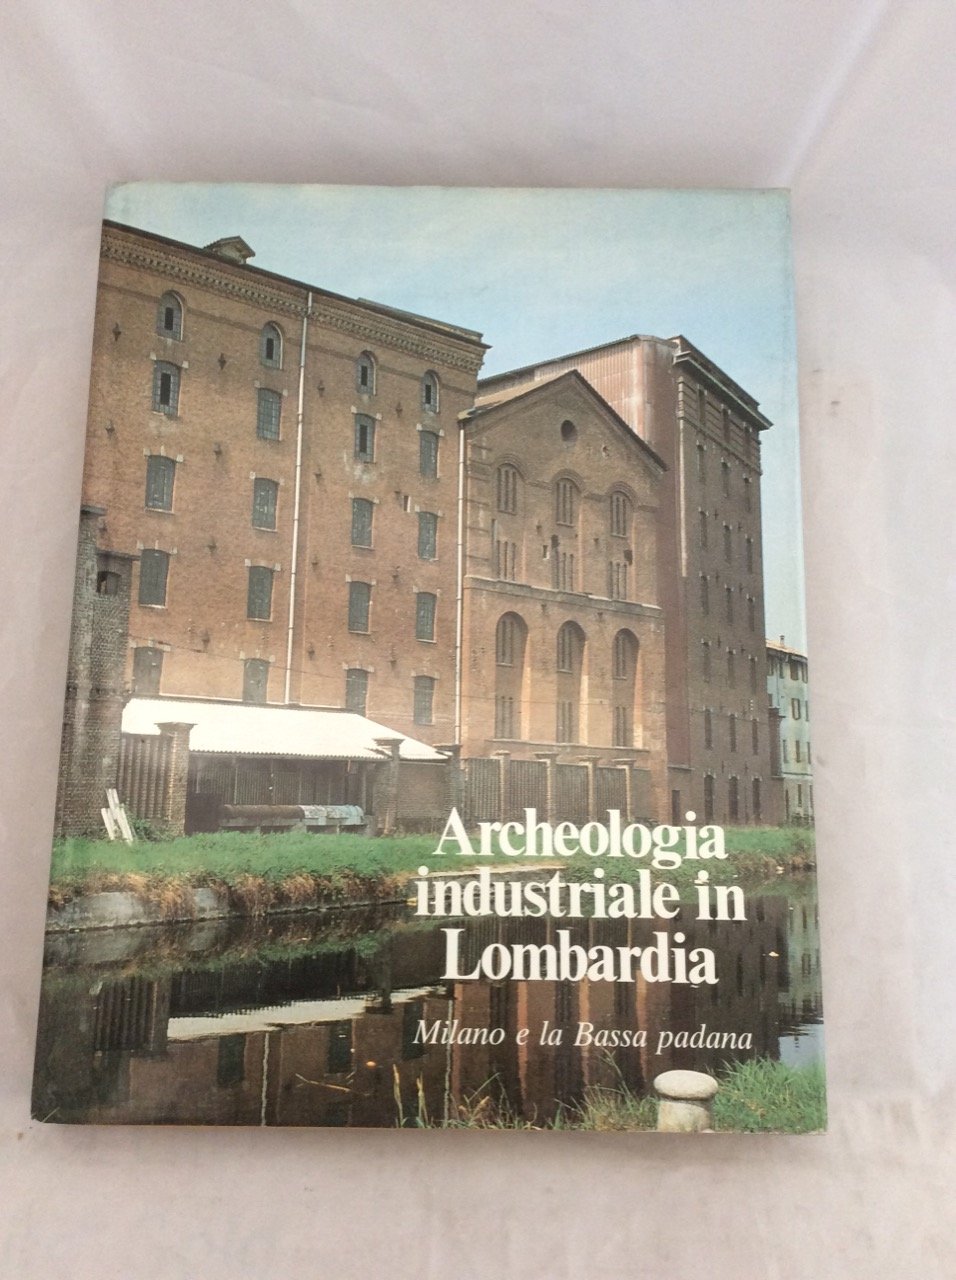 Archeologia
industriale in
Lombardia
Milano e la Bassa padana